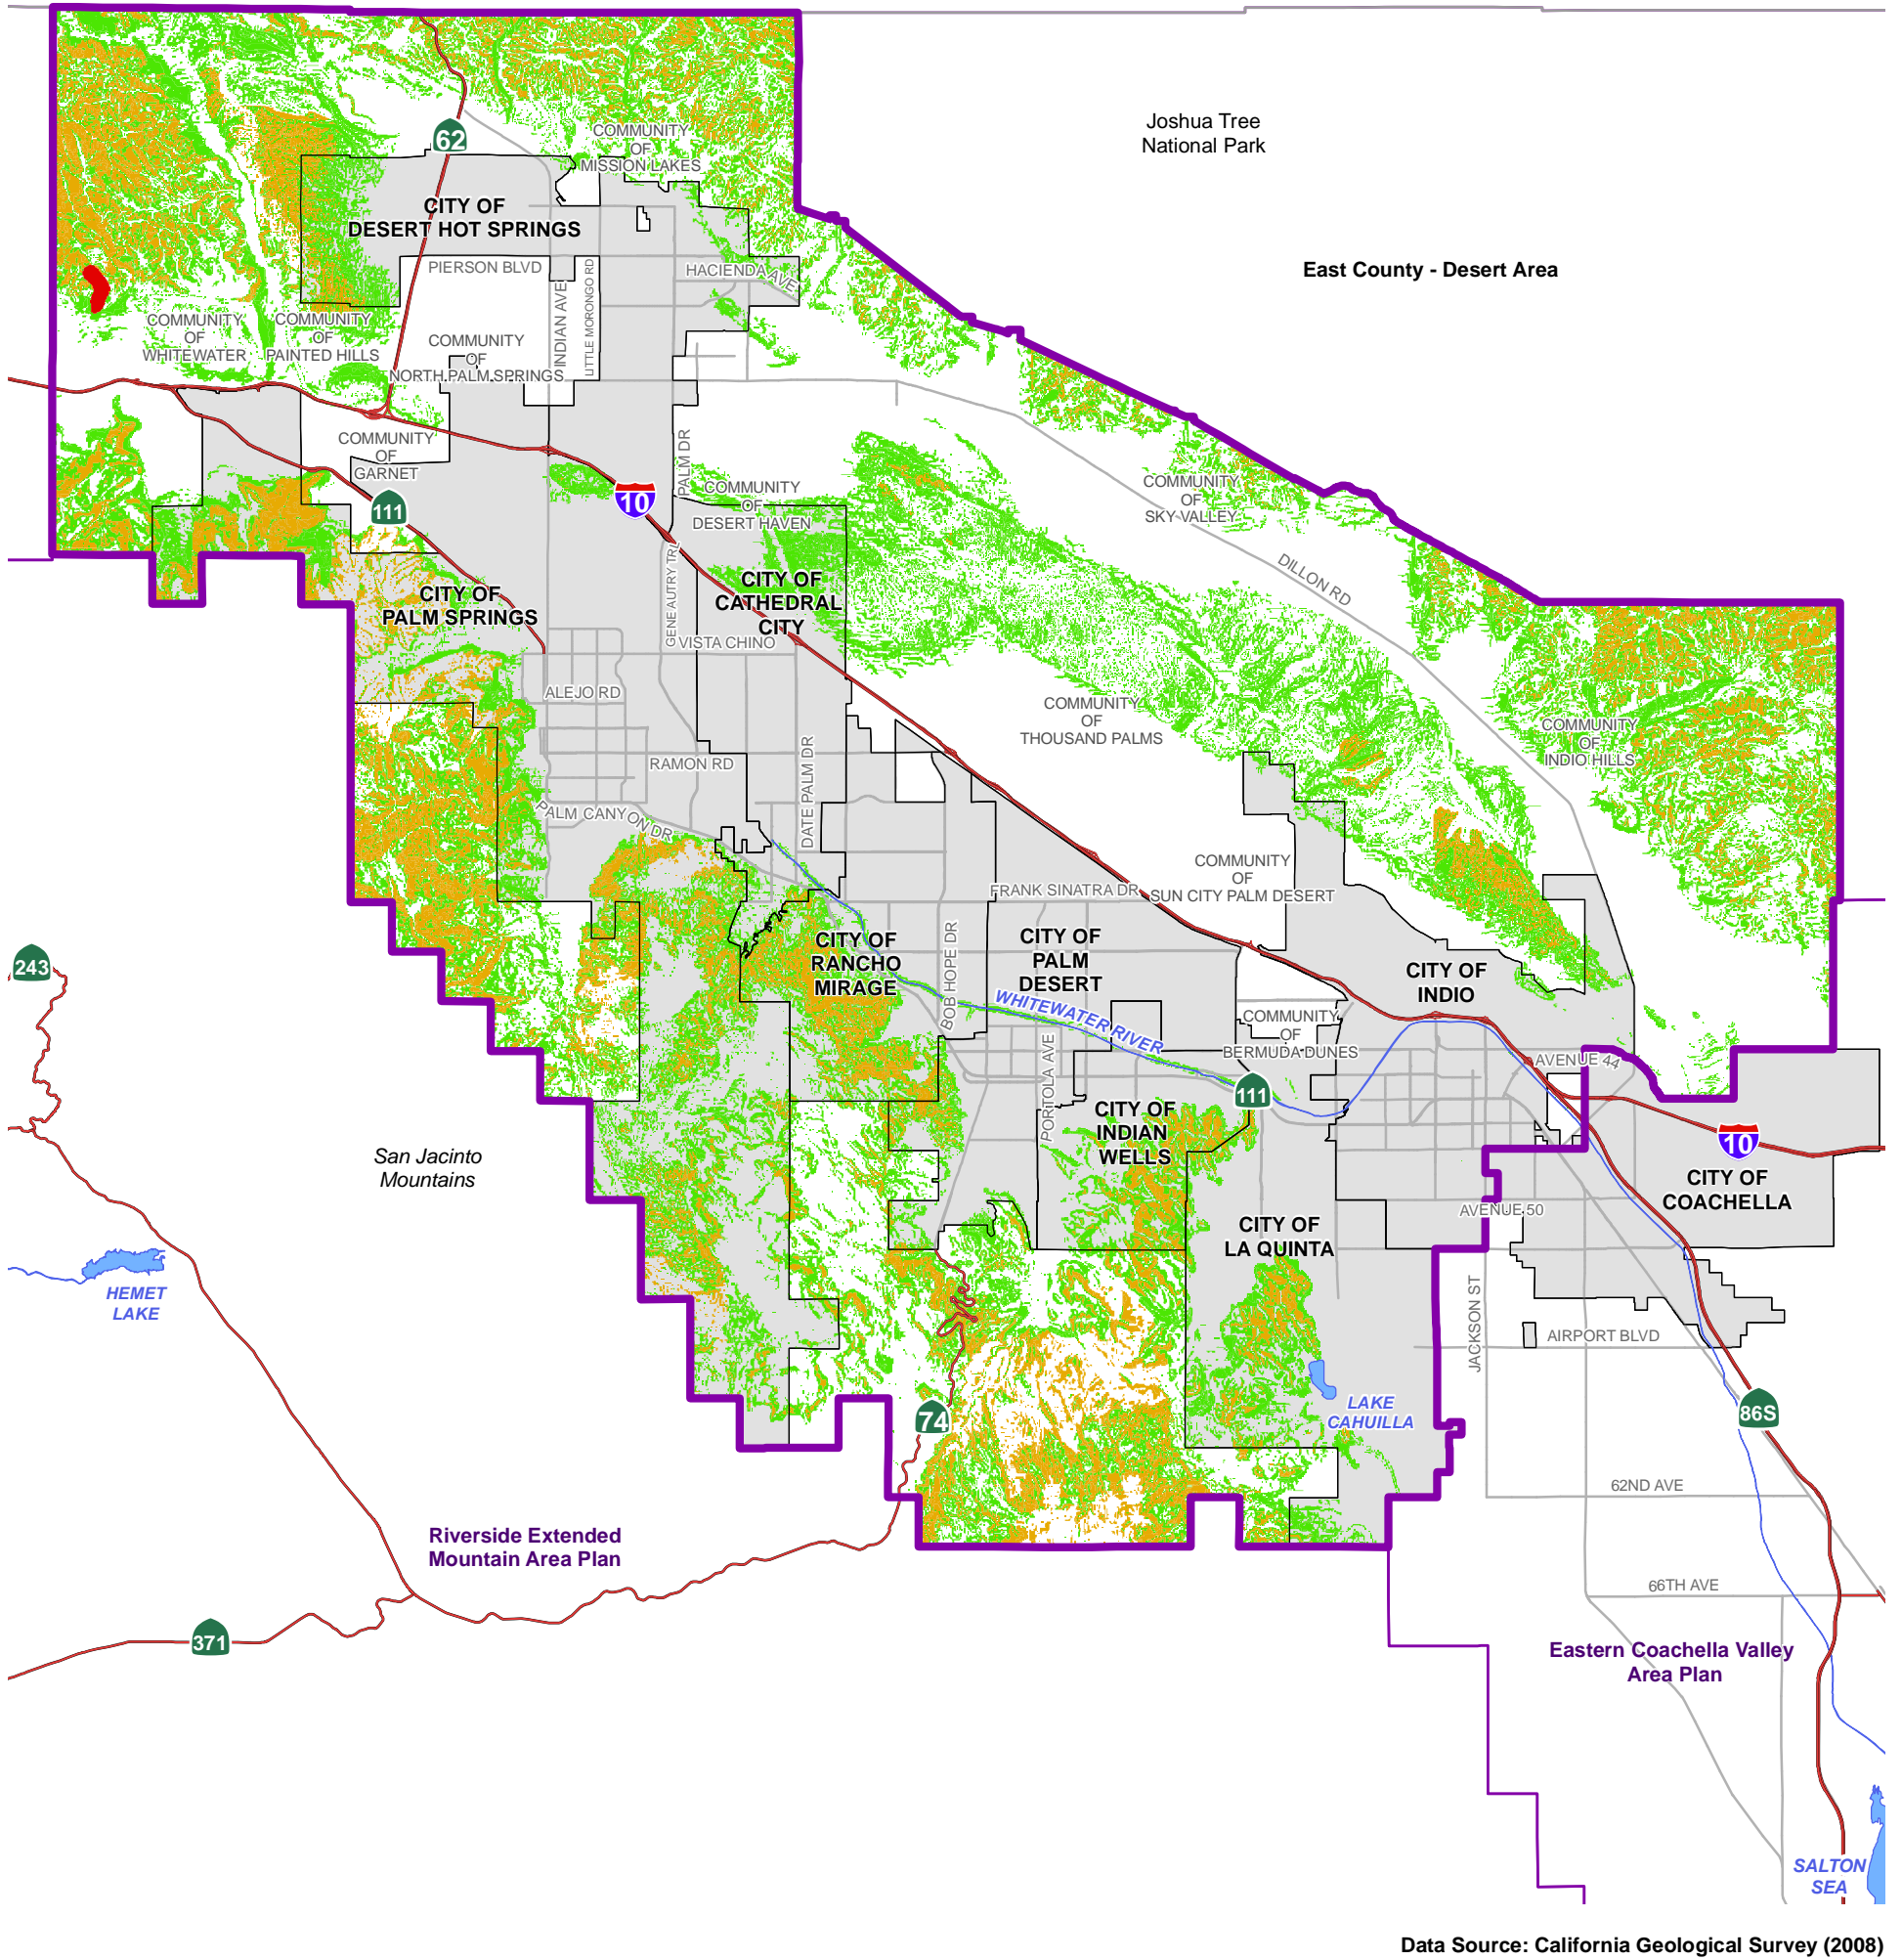 Joshua Tree
National Park
62
COMMUNITY
OF
MISSION LAKES
CITY OF
DESERT HOT SPRINGS
East County - Desert Area
PIERSON BLVD
INDIAN AVE
LITTLE MORONGO RD
HACIENDA AVE
COMMUNITY
OF
WHITEWATER
COMMUNITY
OF
PAINTED HILLS
COMMUNITY
OF
NORTH PALM SPRINGS
COMMUNITY
OF
GARNET
PALM DR
111
10
COMMUNITY
OF
DESERT HAVEN
COMMUNITY
OF
SKY VALLEY
DILLON RD
GENE AUTRY TRL
CITY OF
PALM SPRINGS
CITY OF
CATHEDRAL
CITY
VISTA CHINO
ALEJO RD
COMMUNITY
OF
THOUSAND PALMS
COMMUNITY
OF
INDIO HILLS
RAMON RD
DATE PALM DR
PALM CANYON DR
COMMUNITY
OF
SUN CITY PALM DESERT
FRANK SINATRA DR
243
CITY OF
RANCHO
MIRAGE
BOB HOPE DR
CITY OF
PALM
DESERT
CITY OF
INDIO
WHITEWATER RIVER
COMMUNITY
OF
BERMUDA DUNES
AVENUE 44
PORTOLA AVE
111
CITY OF
INDIAN
WELLS
10
San Jacinto
Mountains
CITY OF
COACHELLA
AVENUE 50
CITY OF
LA QUINTA
HEMET
LAKE
JACKSON ST
AIRPORT BLVD
LAKE
CAHUILLA
74
86S
62ND AVE
Riverside Extended
Mountain Area Plan
66TH AVE
371
Eastern Coachella Valley
Area Plan
SALTON
SEA
Data Source: California Geological Survey (2008)